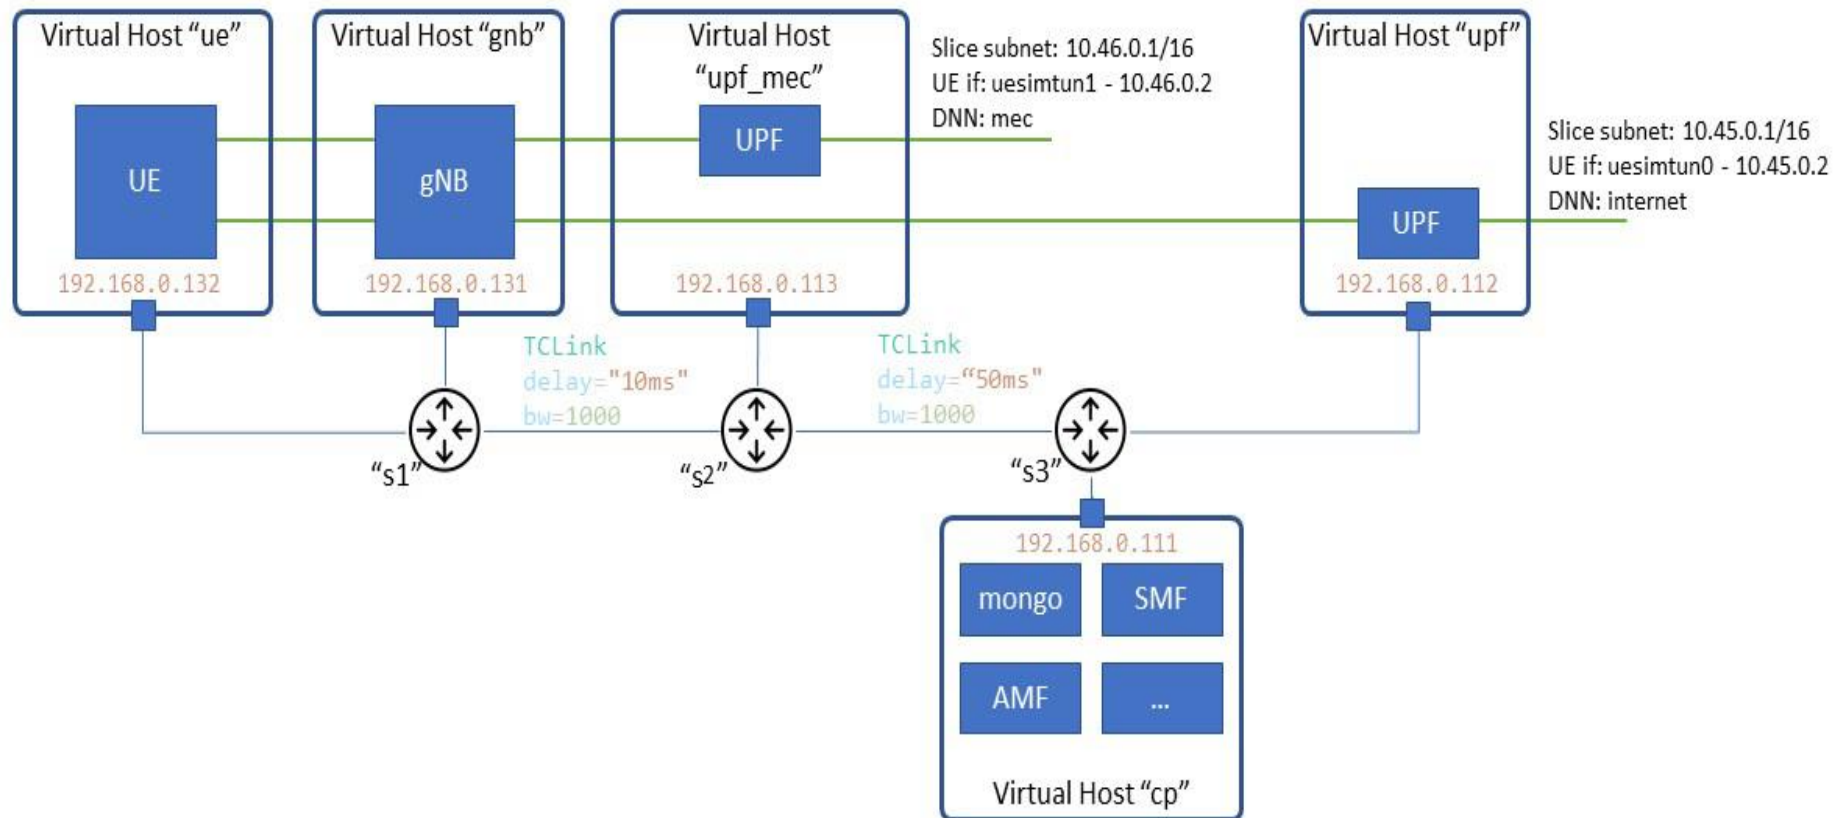 Virtual Host “ue”
Virtual Host “gnb”
Virtual Host
“upf_mec”
Virtual Host “upf”
Slice subnet: 10.46.0.1/16
UE if: uesimtun1 - 10.46.0.2
DNN: mec
Slice subnet: 10.45.0.1/16
UE if: uesimtun0 - 10.45.0.2
DNN: internet
UE
gNB
UPF
UPF
192.168.0.132
192.168.0.131
192.168.0.113
192.168.0.112
TCLink
delay="10ms"
bw=1000
TCLink
delay=“50ms"
bw=1000
“s1”
“s2”
“s3”
192.168.0.111
mongo
SMF
AMF
...
Virtual Host “cp”